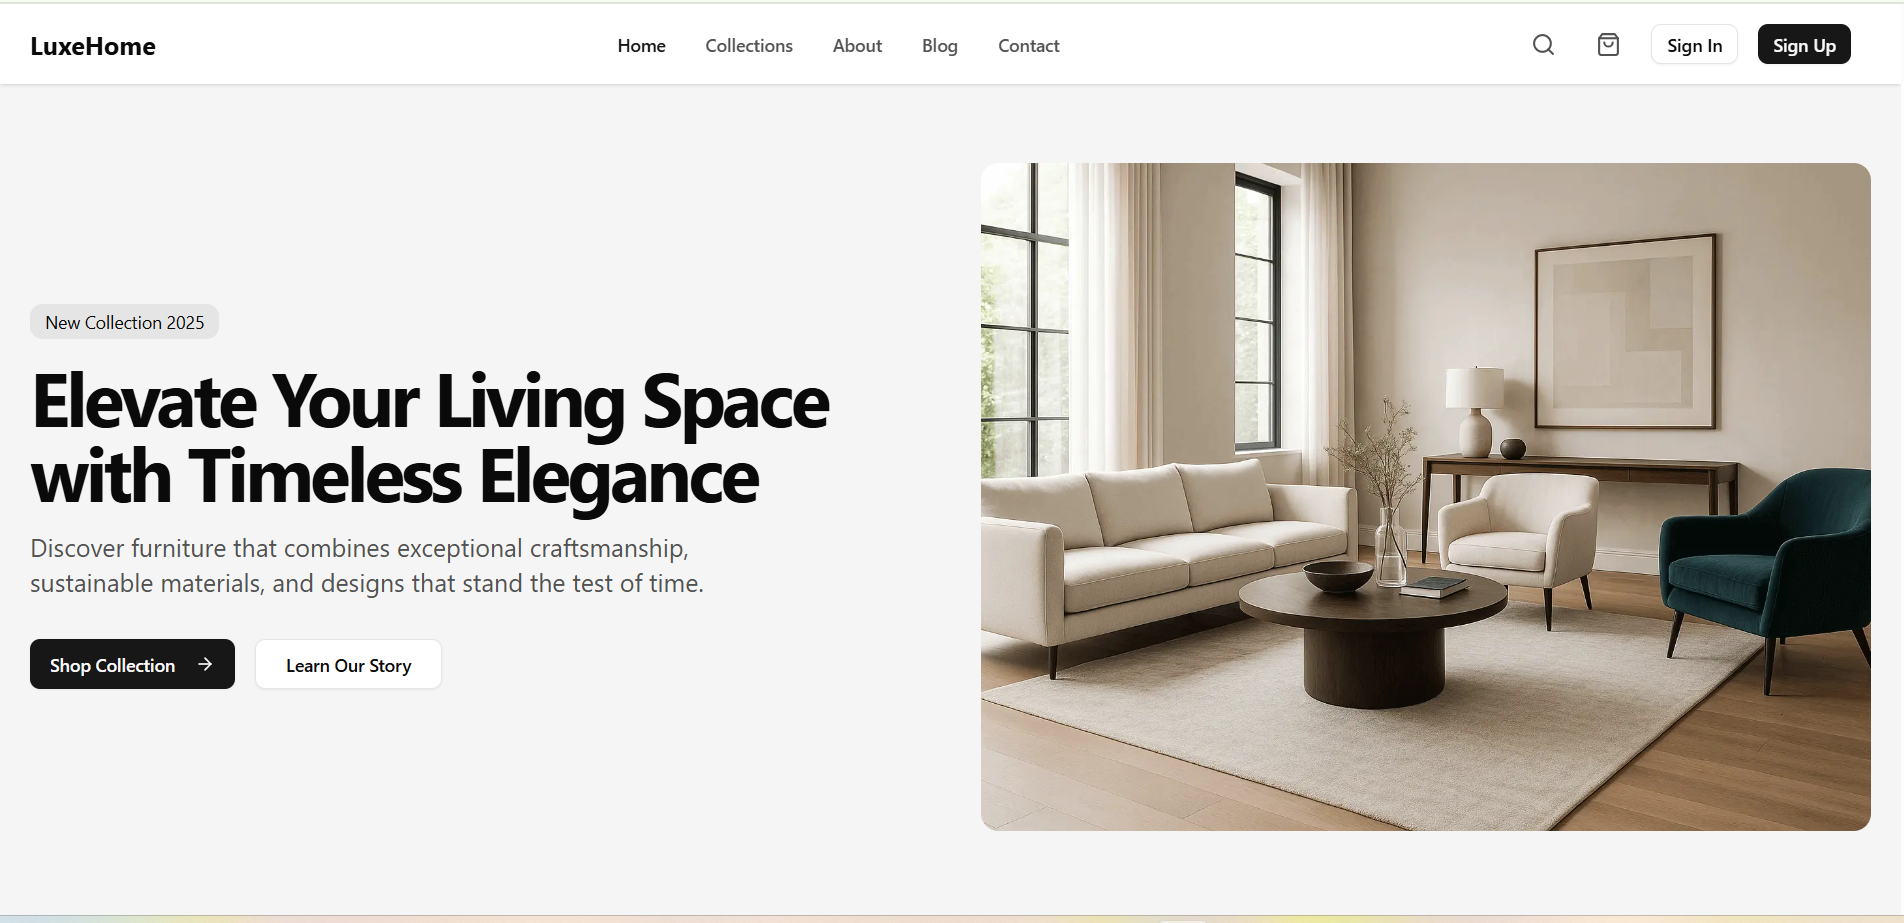 LuxeHome
Home
Collections
About
Blog
Contact
Sign In
Sign Up
New Collection 2025
Elevate Your Living Space
with Timeless Elegance
Discover furniture that combines exceptional craftsmanship,
sustainable materials, and designs that stand the test of time.
Shop Collection
Learn Our Story